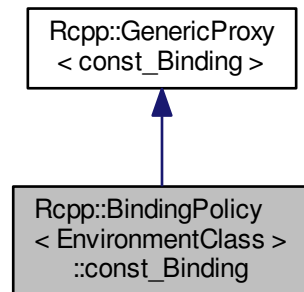 Rcpp::GenericProxy
< const_Binding >
Rcpp::BindingPolicy
< EnvironmentClass >
::const_Binding